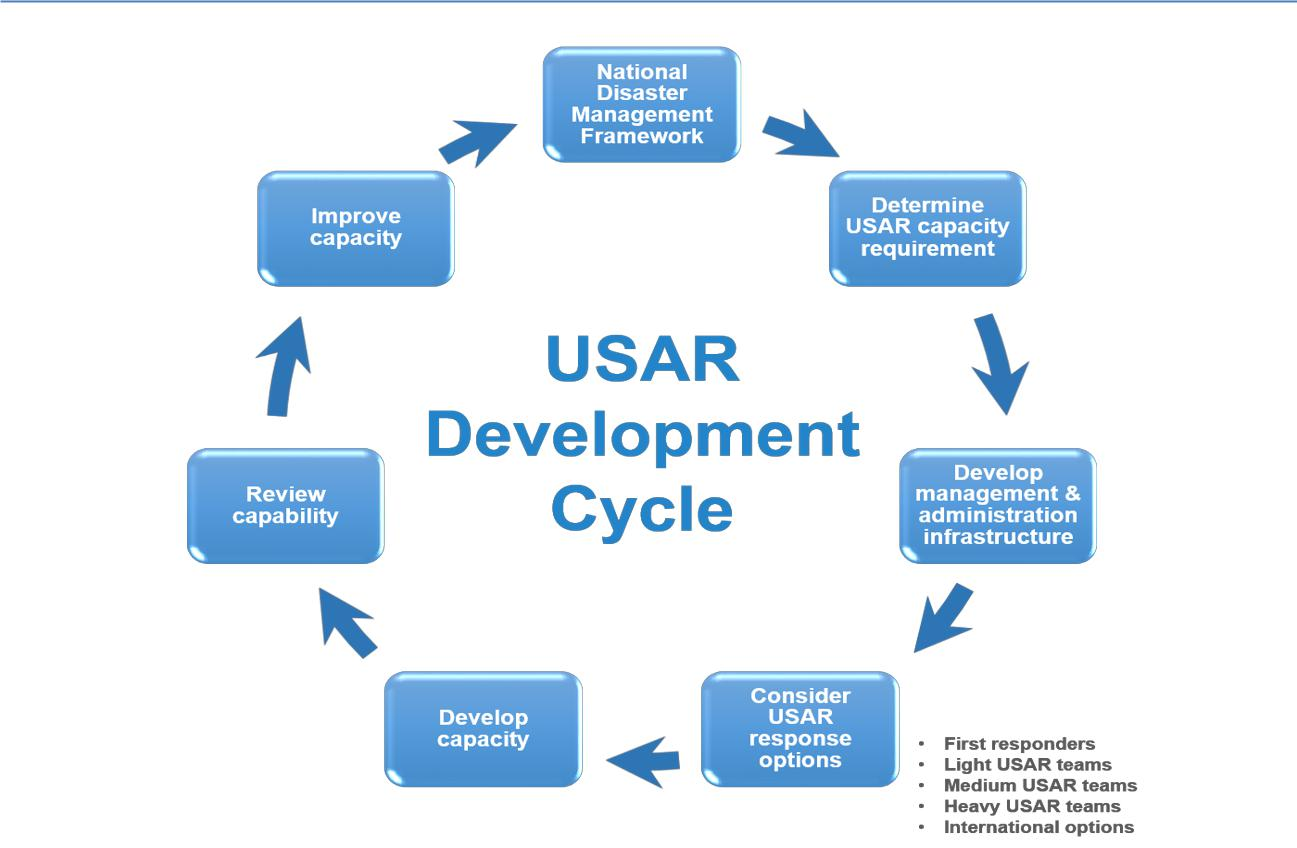 National
Disaster
Management
Framework
Determine
USAR capacity
requirement
Develop
management &
administration
infrastructure
Consider
USAR
response
options
• First responders
• Light USAR teams
• Medium USAR teams
• Heavy USAR teams
• International options
Develop
capacity
Review
capability
Improve
capacity
USAR
Development
Cycle